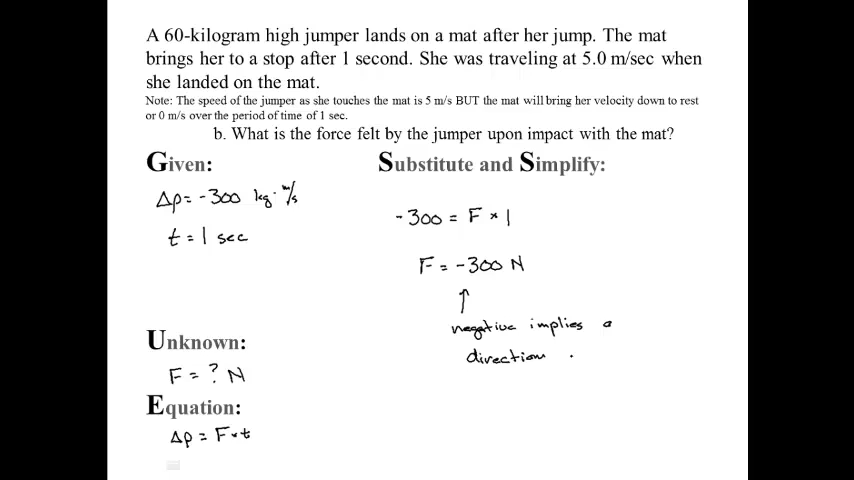 A 60-kilogram high jumper lands on a mat after her jump. The mat
brings her to a stop after 1 second. She was traveling at 5.0 m/sec when
she landed on the mat.
Note: The speed of the jumper as she touches the mat is 5 m/s BUT the mat will bring her velocity down to rest
or 0 m/s over the period of time of 1 sec.
b. What is the force felt by the jumper upon impact with the mat?
Given:
Δp = -300 kg · m/s
t = 1 sec
Unknown:
F = ? N
Equation:
Δp = F * t
Substitute and Simplify:
-300 = F * 1
F = -300 N
↑
negative implies a
direction .